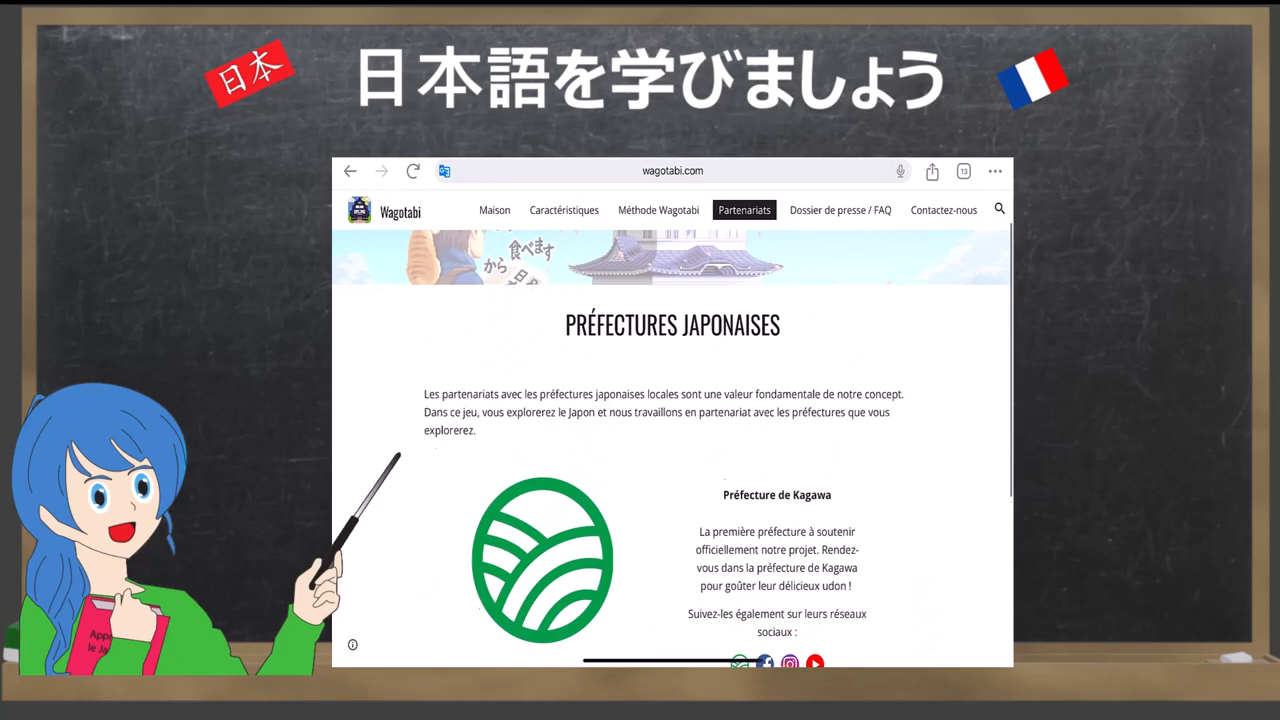 日本
日本語を学びましょう
wagotabi.com
13
Wagotabi
Maison
Caractéristiques
Méthode Wagotabi
Partenariats
Dossier de presse / FAQ
Contactez-nous
食べます
から
PRÉFECTURES JAPONAISES
Les partenariats avec les préfectures japonaises locales sont une valeur fondamentale de notre concept.
Dans ce jeu, vous explorerez le Japon et nous travaillons en partenariat avec les préfectures que vous
explorerez.
Préfecture de Kagawa
La première préfecture à soutenir
officiellement notre projet. Rendez-
vous dans la préfecture de Kagawa
pour goûter leur délicieux udon !
Suivez-les également sur leurs réseaux
sociaux :
Appr
le Ja